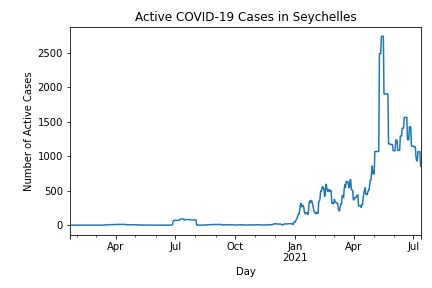 Active COVID-19 Cases in Seychelles
Number of Active Cases
2500
2000
1500
1000
500
0
Apr
Jul
Oct
Jan
2021
Apr
Jul
Day